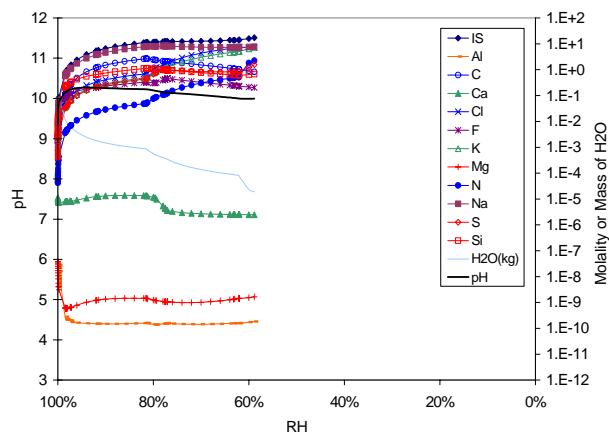 12
11
10
9
8
7
6
5
4
3
pH
100%
80%
60%
40%
20%
0%
RH
1.E+2
1.E+1
1.E+0
1.E-1
1.E-2
1.E-3
1.E-4
1.E-5
1.E-6
1.E-7
1.E-8
1.E-9
1.E-10
1.E-11
1.E-12
Molality or Mass of H2O
IS
Al
C
Ca
Cl
F
K
Mg
N
Na
S
Si
H2O(kg)
pH